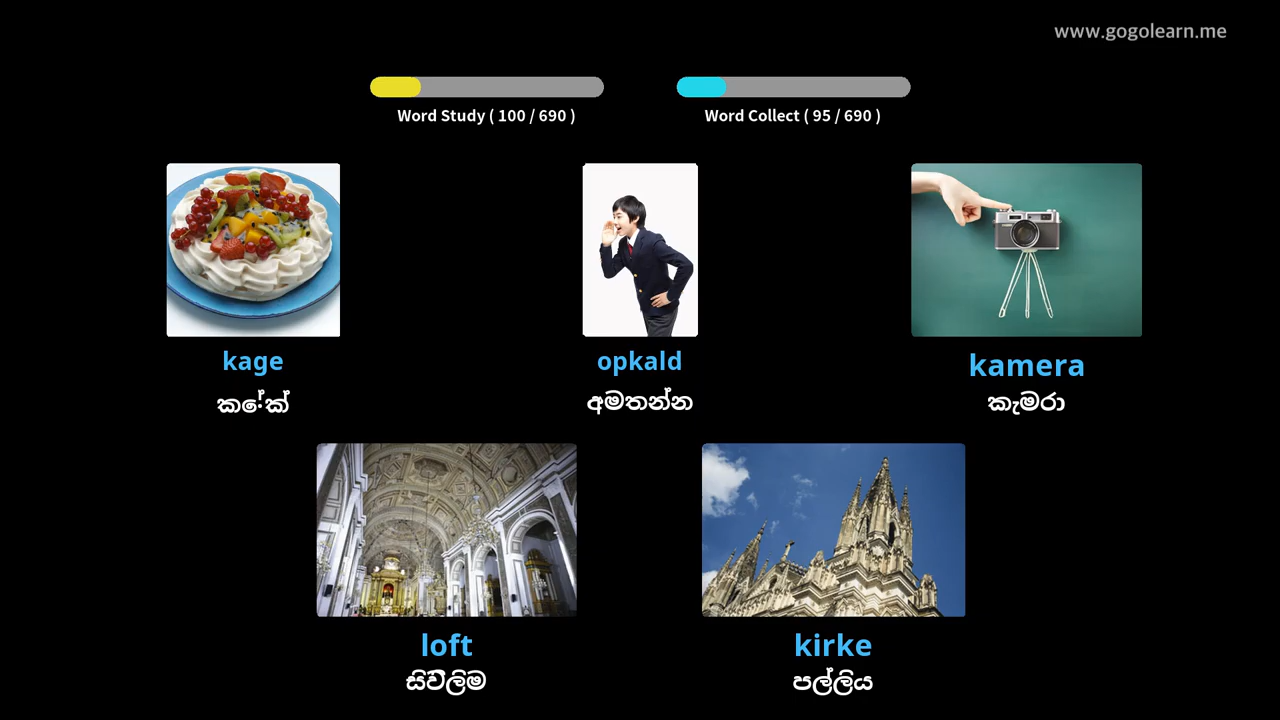 www.gogolearn.me
Word Study ( 100 / 690 )
Word Collect ( 95 / 690 )
kage
කේක්
opkald
අමතන්න
kamera
කැමරා
loft
සිවිලිම
kirke
පල්ලිය